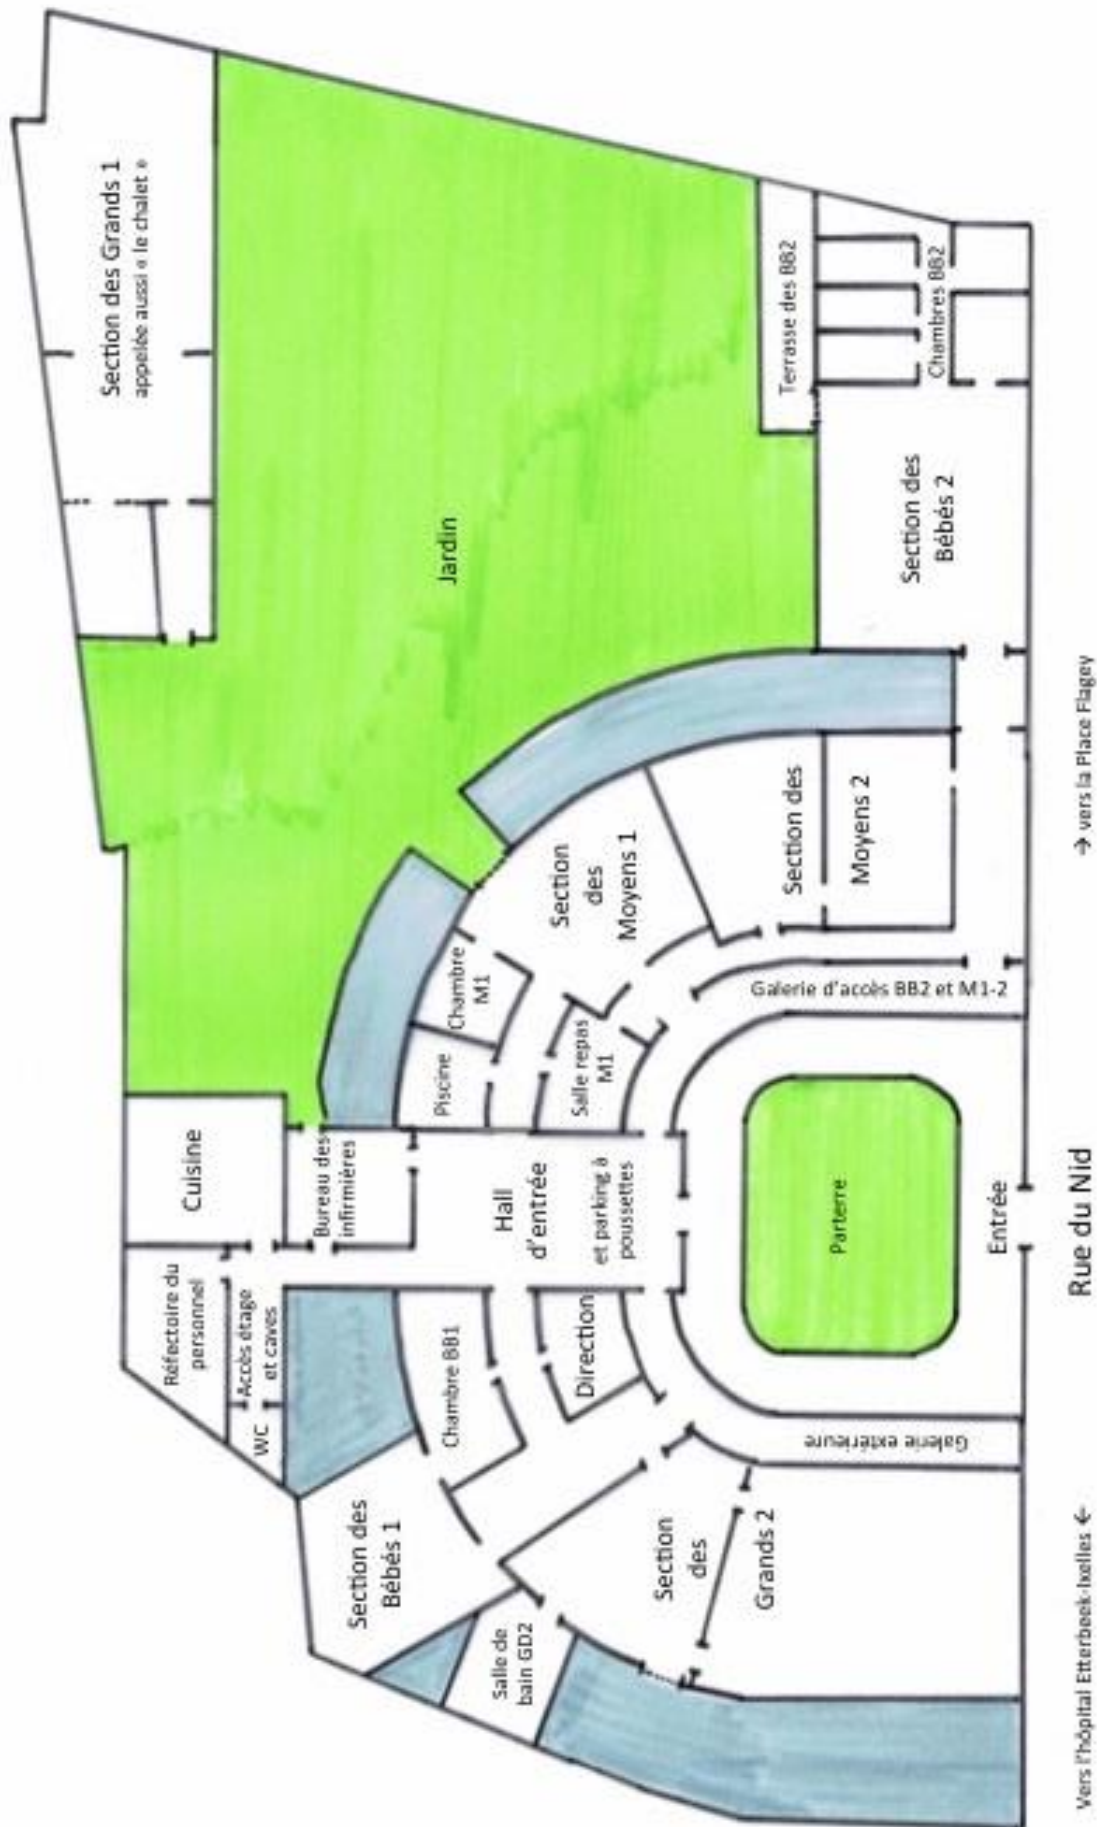 Section des Grands 1
appelée aussi « le chalet »
Jardin
Terrasse des BB2
Chambres BB2
Section des
Bébés 2
Cuisine
Réfectoire du
personnel
Accès étage
et caves
WC
Bureau des
infirmières
Chambre
M1
Piscine
Section
des
Moyens 1
Salle repas
M1
Section des
Moyens 2
Galerie d'accès BB2 et M1-2
Hall
d'entrée
et parking à
poussettes
Chambre BB1
Direction
Section des
Bébés 1
Salle de
bain GD2
Section
des
Grands 2
Galerie extérieure
Parterre
Entrée
Vers l'hôpital Etterbeek-Ixelles ←
Rue du Nid
→ vers la Place Flagey